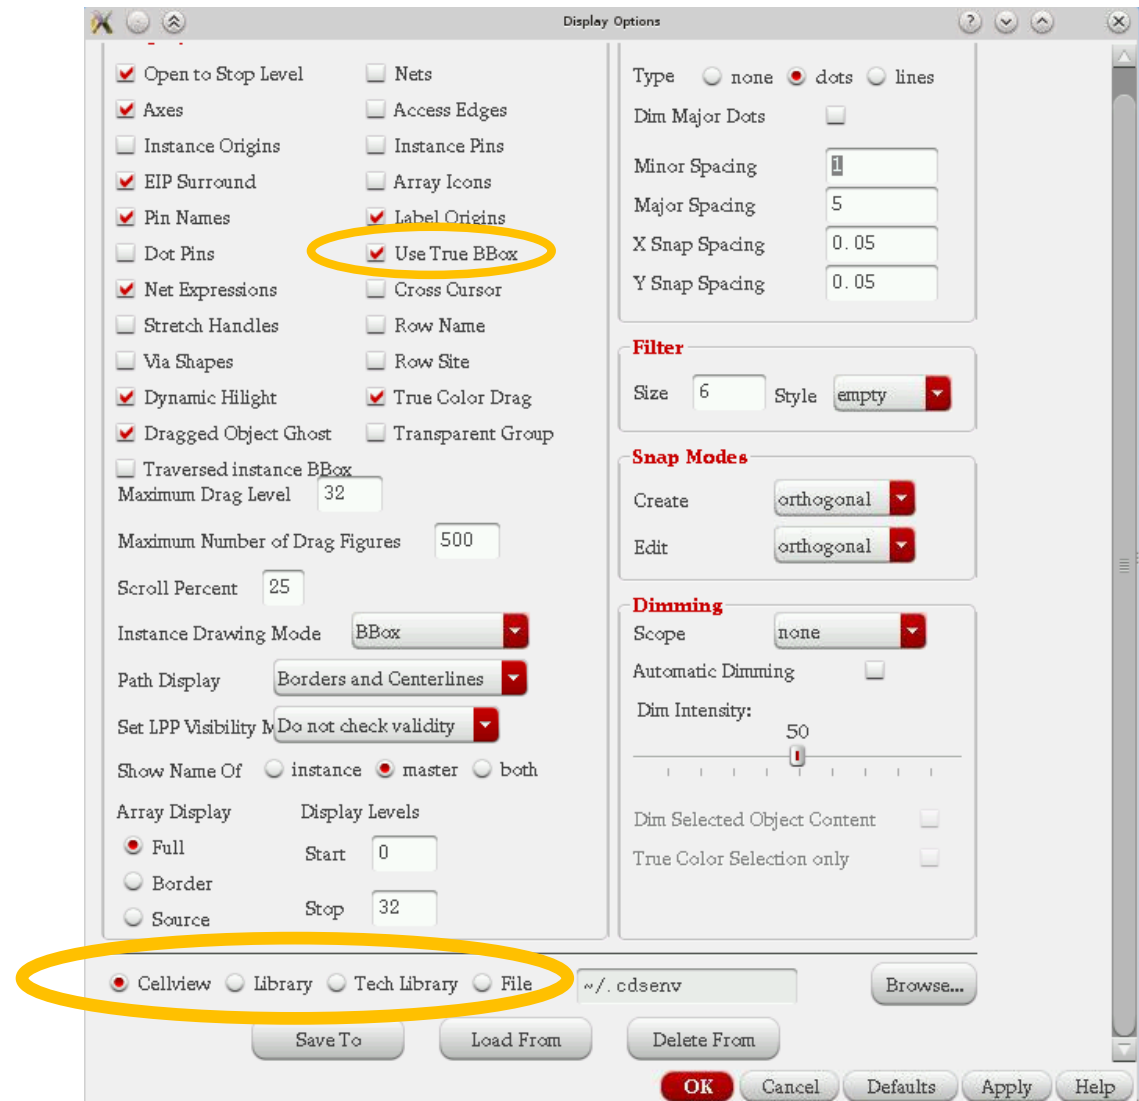 Display Options
Open to Stop Level
Nets
Axes
Access Edges
Instance Origins
Instance Pins
EIP Surround
Array Icons
Pin Names
Label Origins
Dot Pins
Use True BBox
Net Expressions
Cross Cursor
Stretch Handles
Row Name
Via Shapes
Row Site
Dynamic Hilight
True Color Drag
Dragged Object Ghost
Transparent Group
Traversed instance BBox
Maximum Drag Level 32
Maximum Number of Drag Figures 500
Scroll Percent 25
Instance Drawing Mode BBox
Path Display Borders and Centerlines
Set LPP Visibility Do not check validity
Show Name Of instance master both
Array Display
Full
Border
Source
Display Levels
Start 0
Stop 32
Type none dots lines
Dim Major Dots
Minor Spacing 1
Major Spacing 5
X Snap Spacing 0.05
Y Snap Spacing 0.05
Filter
Size 6 Style empty
Snap Modes
Create orthogonal
Edit orthogonal
Dimming
Scope none
Automatic Dimming
Dim Intensity:
50
Dim Selected Object Content
True Color Selection only
Cellview Library Tech Library File ~/.cdsenv Browse...
Save To Load From Delete From
OK Cancel Defaults Apply Help